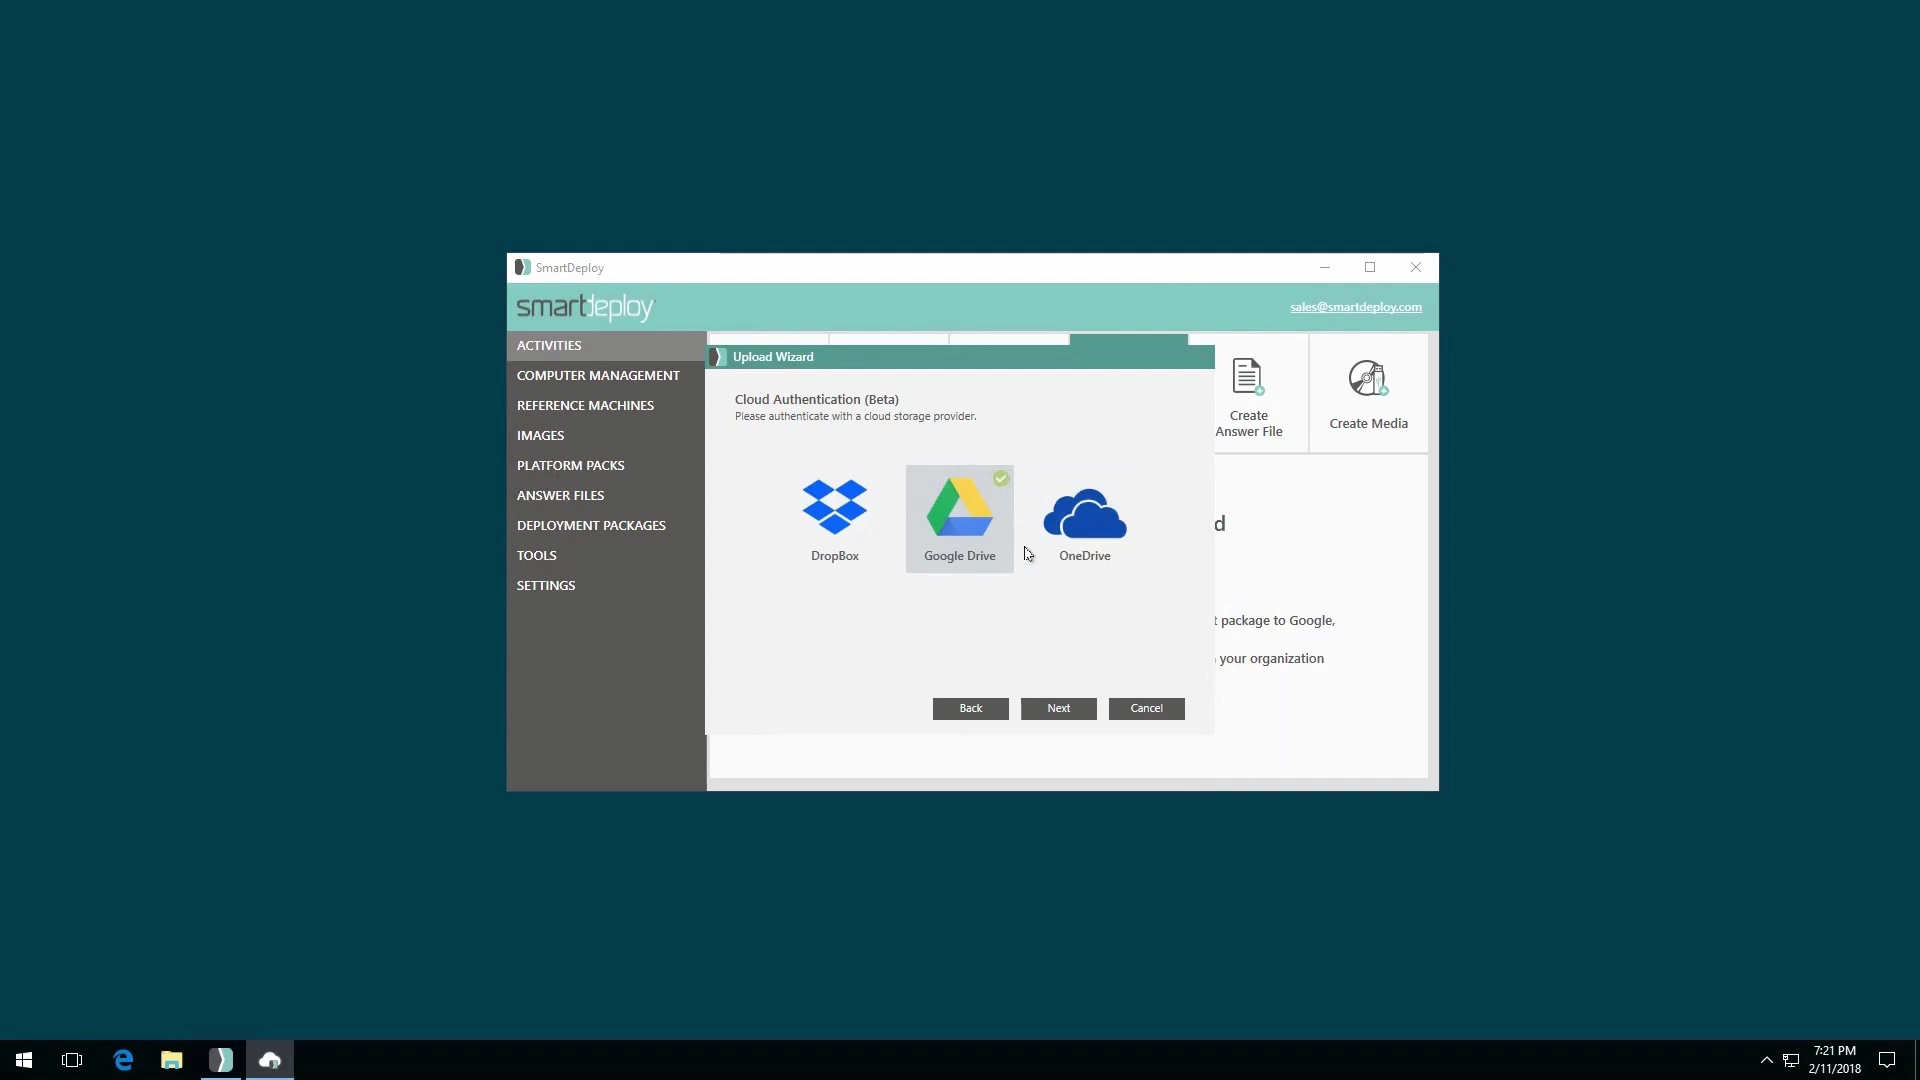 SmartDeploy
smartdeploy
sales@smartdeploy.com
ACTIVITIES
COMPUTER MANAGEMENT
REFERENCE MACHINES
IMAGES
PLATFORM PACKS
ANSWER FILES
DEPLOYMENT PACKAGES
TOOLS
SETTINGS
Upload Wizard
Cloud Authentication (Beta)
Please authenticate with a cloud storage provider.
DropBox
Google Drive
OneDrive
Back
Next
Cancel
Create
Answer File
Create Media
d
t package to Google,
your organization
7:21 PM
2/11/2018